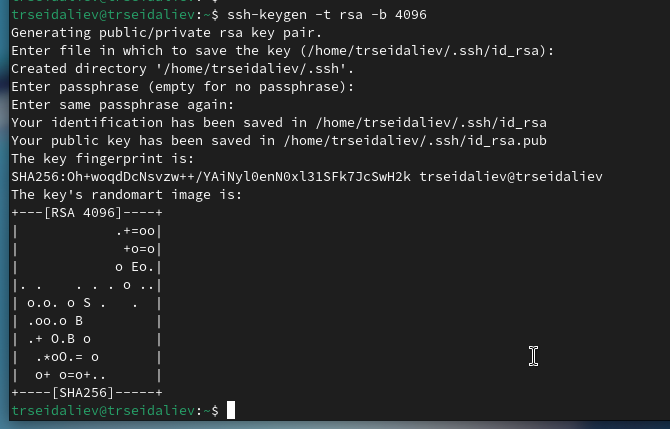 trseidaliev@trseidaliev:~$ ssh-keygen -t rsa -b 4096
Generating public/private rsa key pair.
Enter file in which to save the key (/home/trseidaliev/.ssh/id_rsa):
Created directory '/home/trseidaliev/.ssh'.
Enter passphrase (empty for no passphrase):
Enter same passphrase again:
Your identification has been saved in /home/trseidaliev/.ssh/id_rsa
Your public key has been saved in /home/trseidaliev/.ssh/id_rsa.pub
The key fingerprint is:
SHA256:Oh+woqdDcNsvzw++/YAiNyl0enN0xl31SFk7JcSwH2k trseidaliev@trseidaliev
The key's randomart image is:
+---[RSA 4096]----+
|            .+=oo|
|             +o=o|
|            o Eo.|
|. .    . . . o ..|
| o.o. o S .   .  |
| .oo.o B         |
| .+ O.B o        |
|  .*oO.= o       |
|  o+ o=o+..      |
+----[SHA256]-----+
trseidaliev@trseidaliev:~$